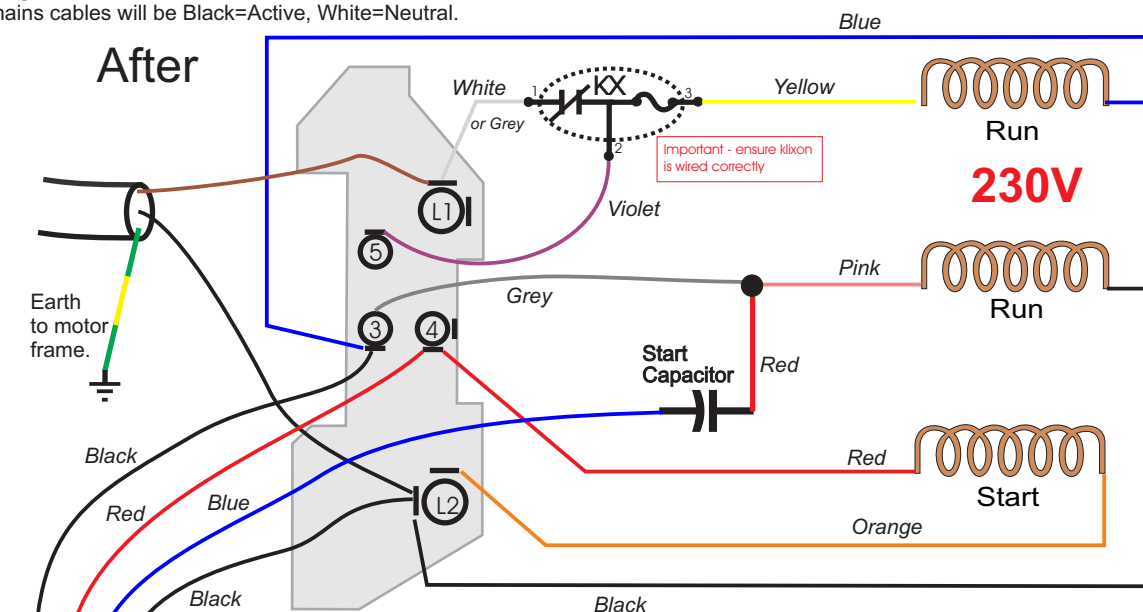 mains cables will be Black=Active, White=Neutral.
Blue
After
White
or Grey
1
KX
3
2
Yellow
Run
Important - ensure klixon
is wired correctly
230V
L1
Violet
5
Pink
Run
Grey
Earth
to motor
frame.
3
4
Start
Capacitor
Red
Black
Red
Blue
Red
Start
L2
Orange
Black
Black